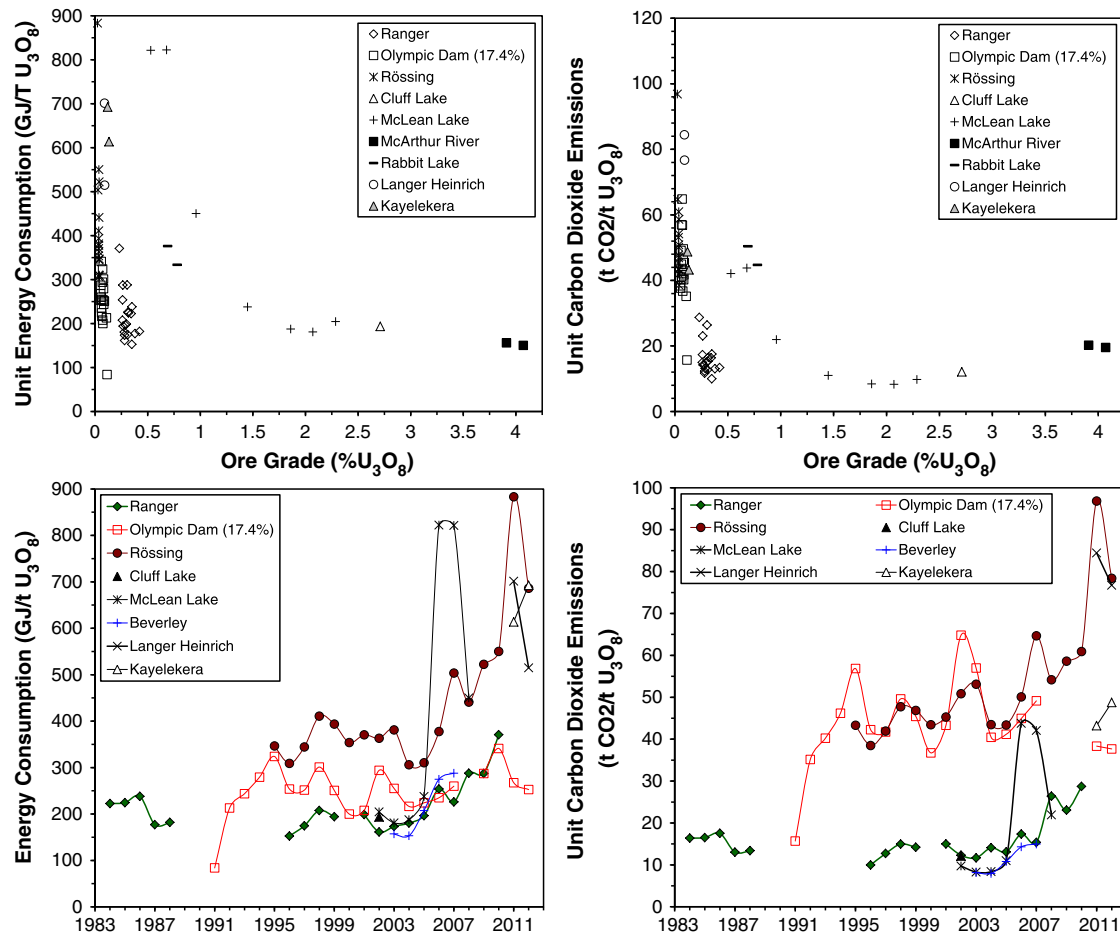 Unit Energy Consumption (GJ/T U3O8)
900
800
700
600
500
400
300
200
100
0
0 0.5 1 1.5 2 2.5 3 3.5 4
Ore Grade (%U3O8)
Ranger
Olympic Dam (17.4%)
Rössing
Cluff Lake
McLean Lake
McArthur River
Rabbit Lake
Langer Heinrich
Kayelekera
Unit Carbon Dioxide Emissions
(t CO2/t U3O8)
120
100
80
60
40
20
0
0 0.5 1 1.5 2 2.5 3 3.5 4
Ore Grade (%U3O8)
Ranger
Olympic Dam (17.4%)
Rössing
Cluff Lake
McLean Lake
McArthur River
Rabbit Lake
Langer Heinrich
Kayelekera
Energy Consumption (GJ/t U3O8)
900
800
700
600
500
400
300
200
100
0
1983 1987 1991 1995 1999 2003 2007 2011
Ranger
Olympic Dam (17.4%)
Rössing
Cluff Lake
McLean Lake
Beverley
Langer Heinrich
Kayelekera
Unit Carbon Dioxide Emissions
(t CO2/t U3O8)
100
90
80
70
60
50
40
30
20
10
0
1983 1987 1991 1995 1999 2003 2007 2011
Ranger Olympic Dam (17.4%)
Rössing Cluff Lake
McLean Lake Beverley
Langer Heinrich Kayelekera